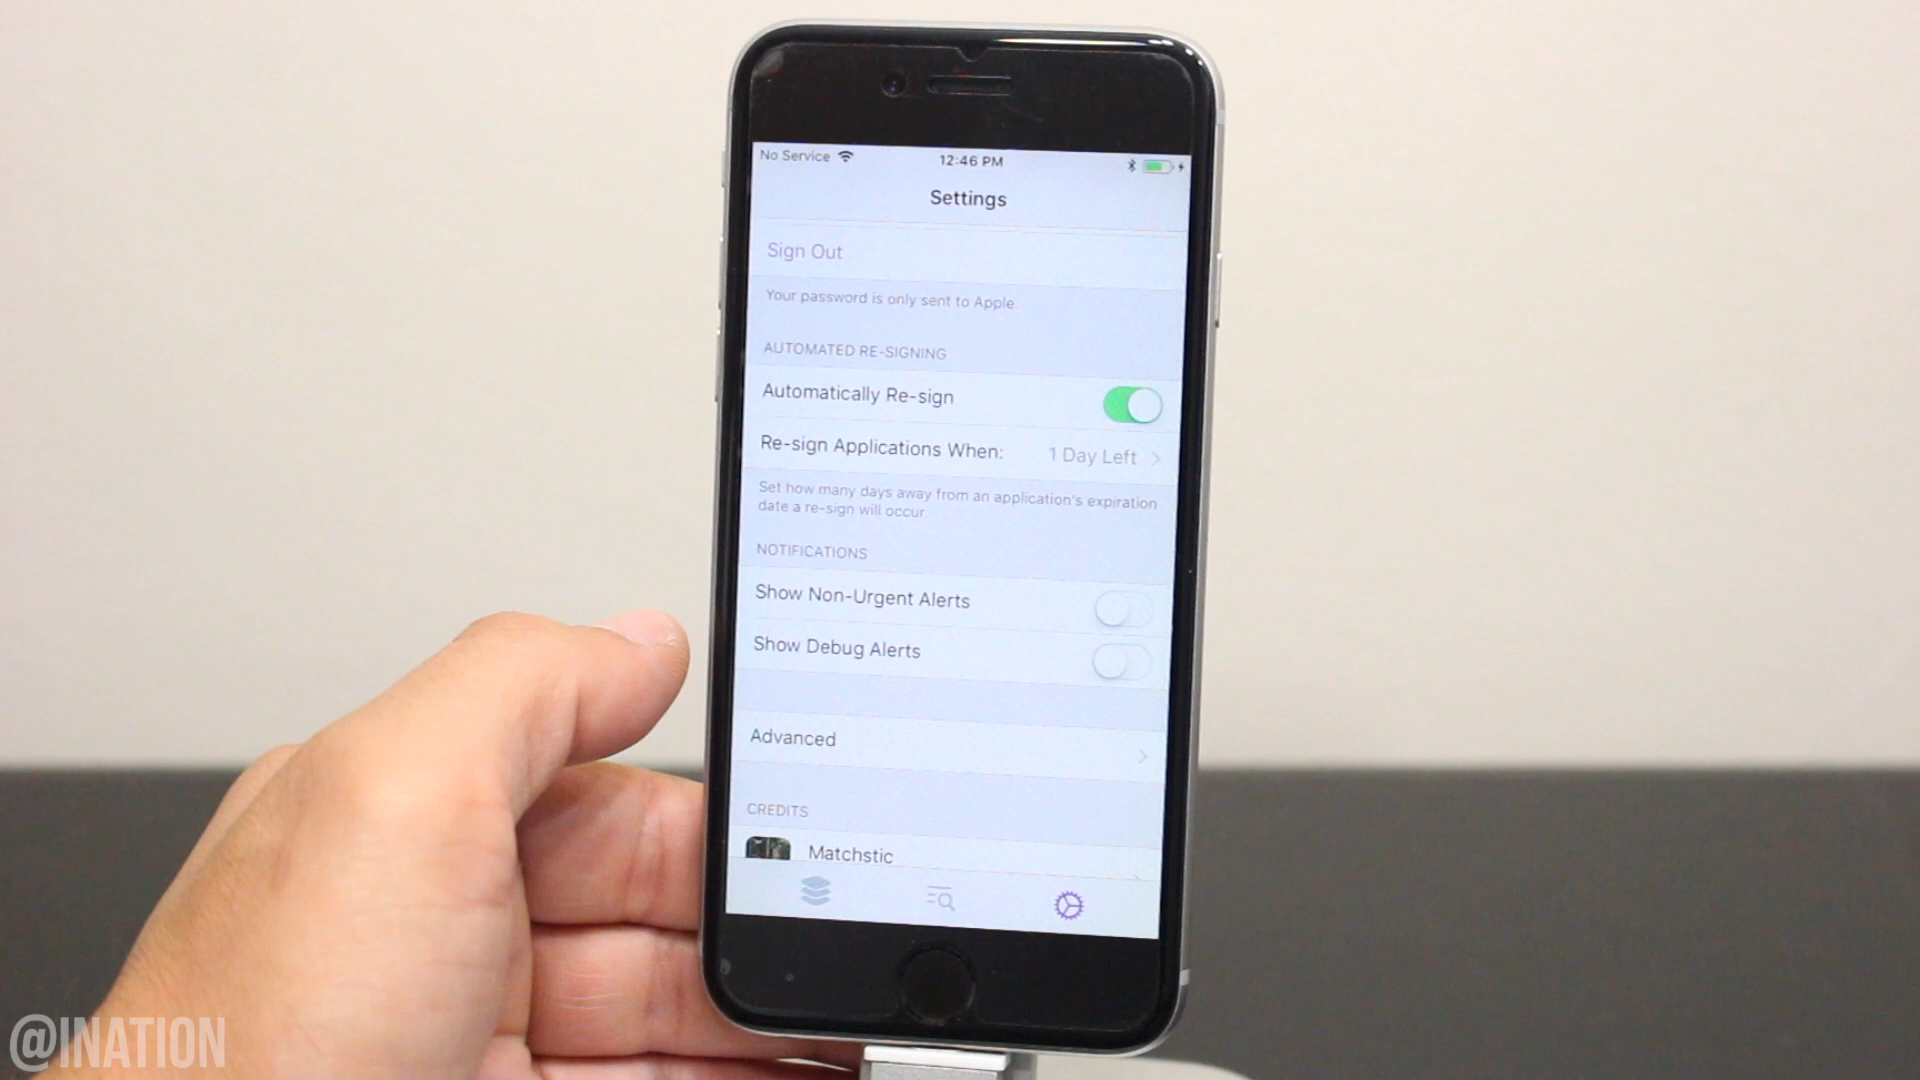 No Service
12:46 PM
Settings
Sign Out
Your password is only sent to Apple.
AUTOMATED RE-SIGNING
Automatically Re-sign
Re-sign Applications When: 1 Day Left
Set how many days away from an application's expiration
date a re-sign will occur.
NOTIFICATIONS
Show Non-Urgent Alerts
Show Debug Alerts
Advanced
CREDITS
Matchstic
@INATION